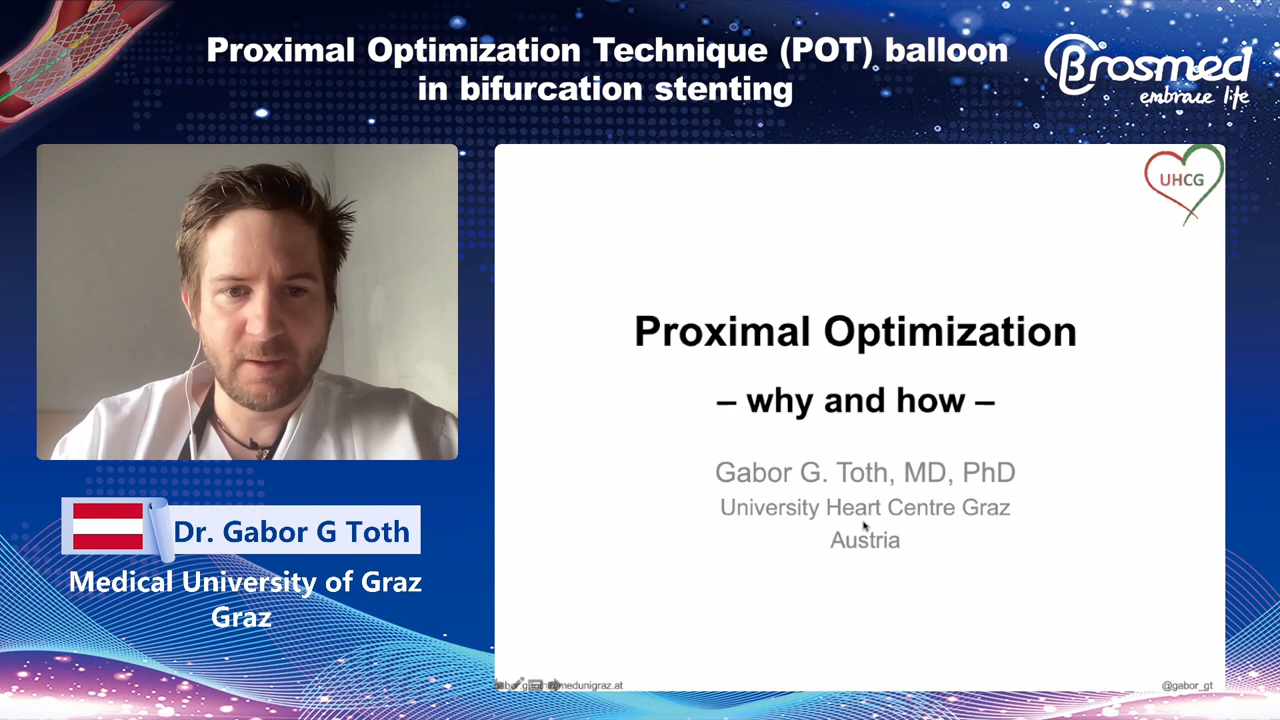 Proximal Optimization Technique (POT) balloon
in bifurcation stenting
Brosmed
embrace life
UHCG
Proximal Optimization
– why and how –
Gabor G. Toth, MD, PhD
University Heart Centre Graz
Austria
Dr. Gabor G Toth
Medical University of Graz
Graz
@gabor_gt